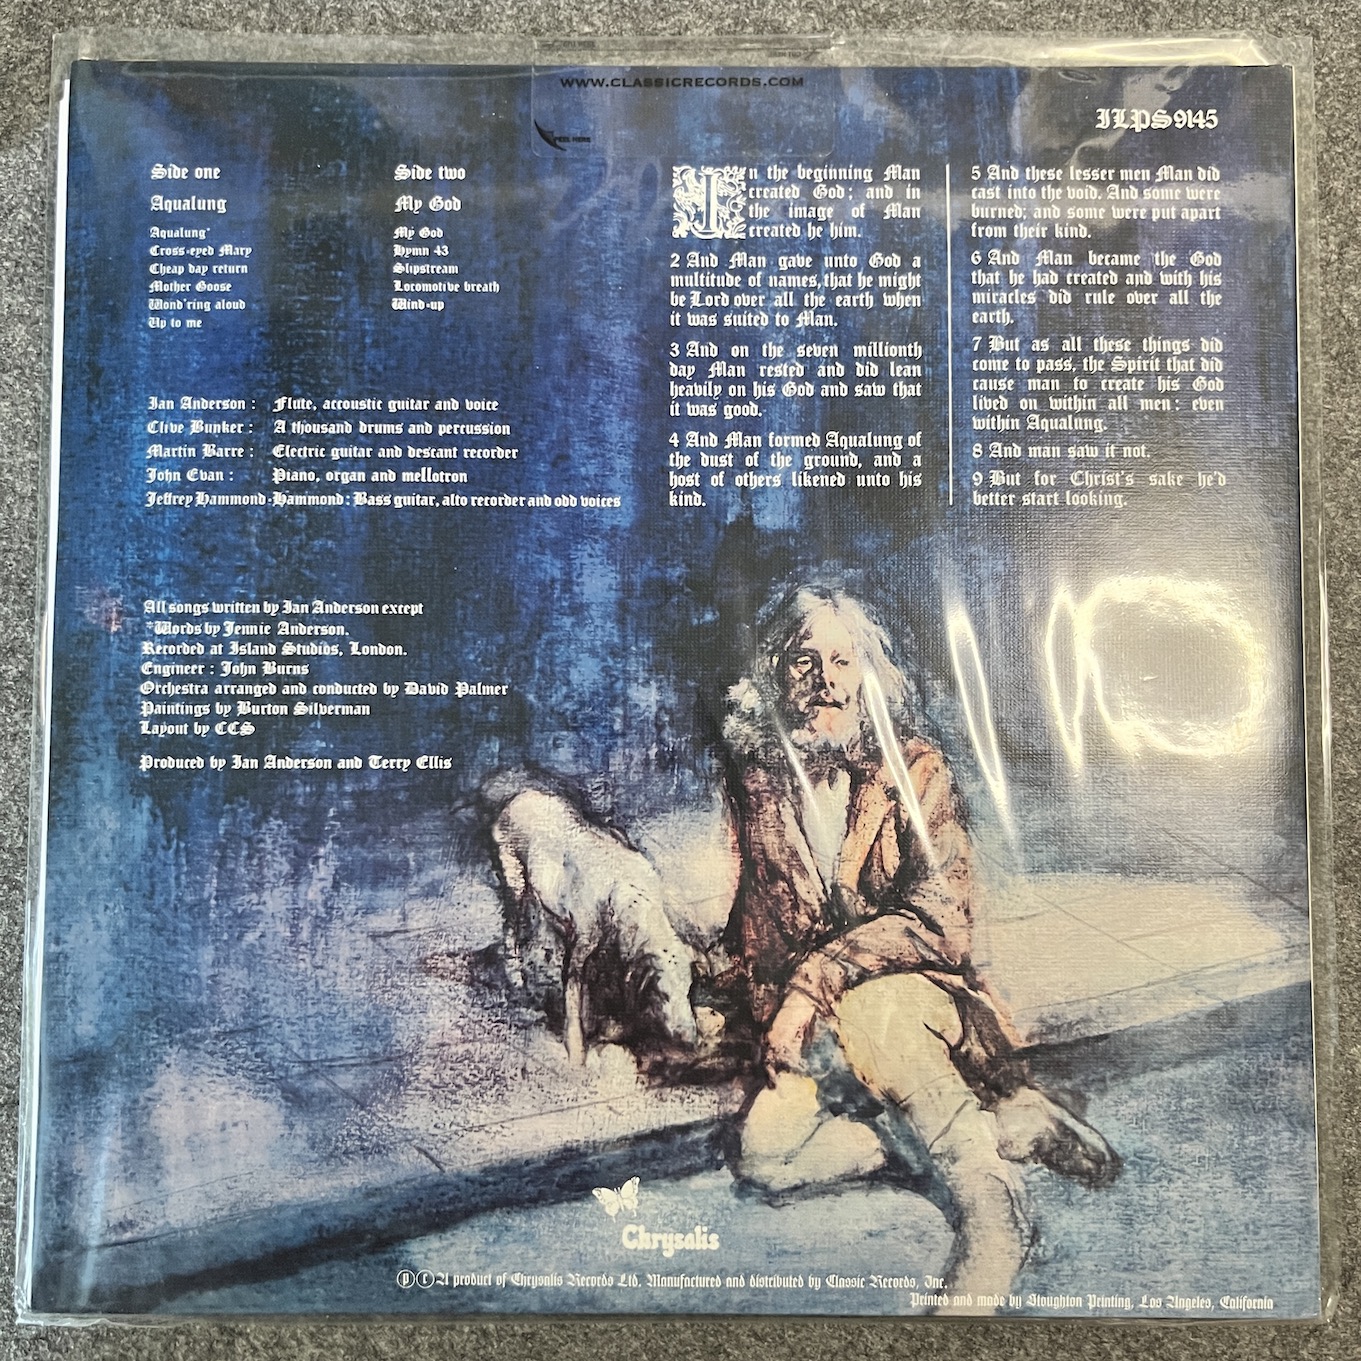 WWW.CLASSICRECORDS.COM
PEEL HERE
ILPS 9145
Side one
Aqualung
Aqualung*
Cross-eyed Mary
Cheap day return
Mother Goose
Wond'ring aloud
Up to me
Side two
My God
My God
Hymn 43
Slipstream
Locomotive breath
Wind-up
Ian Anderson : Flute, accoustic guitar and voice
Clive Bunker : A thousand drums and percussion
Martin Barre : Electric guitar and descant recorder
John Evan : Piano, organ and mellotron
Jeffrey Hammond-Hammond : Bass guitar, alto recorder and odd voices
All songs written by Ian Anderson except
*Words by Jennie Anderson.
Recorded at Island Studios, London.
Engineer : John Burns
Orchestra arranged and conducted by David Palmer
Paintings by Burton Silverman
Layout by CCS
Produced by Ian Anderson and Terry Ellis
In the beginning Man
created God; and in
the image of Man
created he him.
2 And Man gave unto God a
multitude of names, that he might
be Lord over all the earth when
it was suited to Man.
3 And on the seven millionth
day Man rested and did lean
heavily on his God and saw that
it was good.
4 And Man formed Aqualung of
the dust of the ground, and a
host of others likened unto his
kind.
5 And these lesser men Man did
cast into the void. And some were
burned; and some were put apart
from their kind.
6 And Man became the God
that he had created and with his
miracles did rule over all the
earth.
7 But as all these things did
come to pass, the Spirit that did
cause man to create his God
lived on within all men : even
within Aqualung.
8 And man saw it not.
9 But for Christ's sake he'd
better start looking.
Chrysalis
Ⓟ Ⓒ A product of Chrysalis Records Ltd. Manufactured and distributed by Classic Records, Inc.
Printed and made by Stoughton Printing, Los Angeles, California